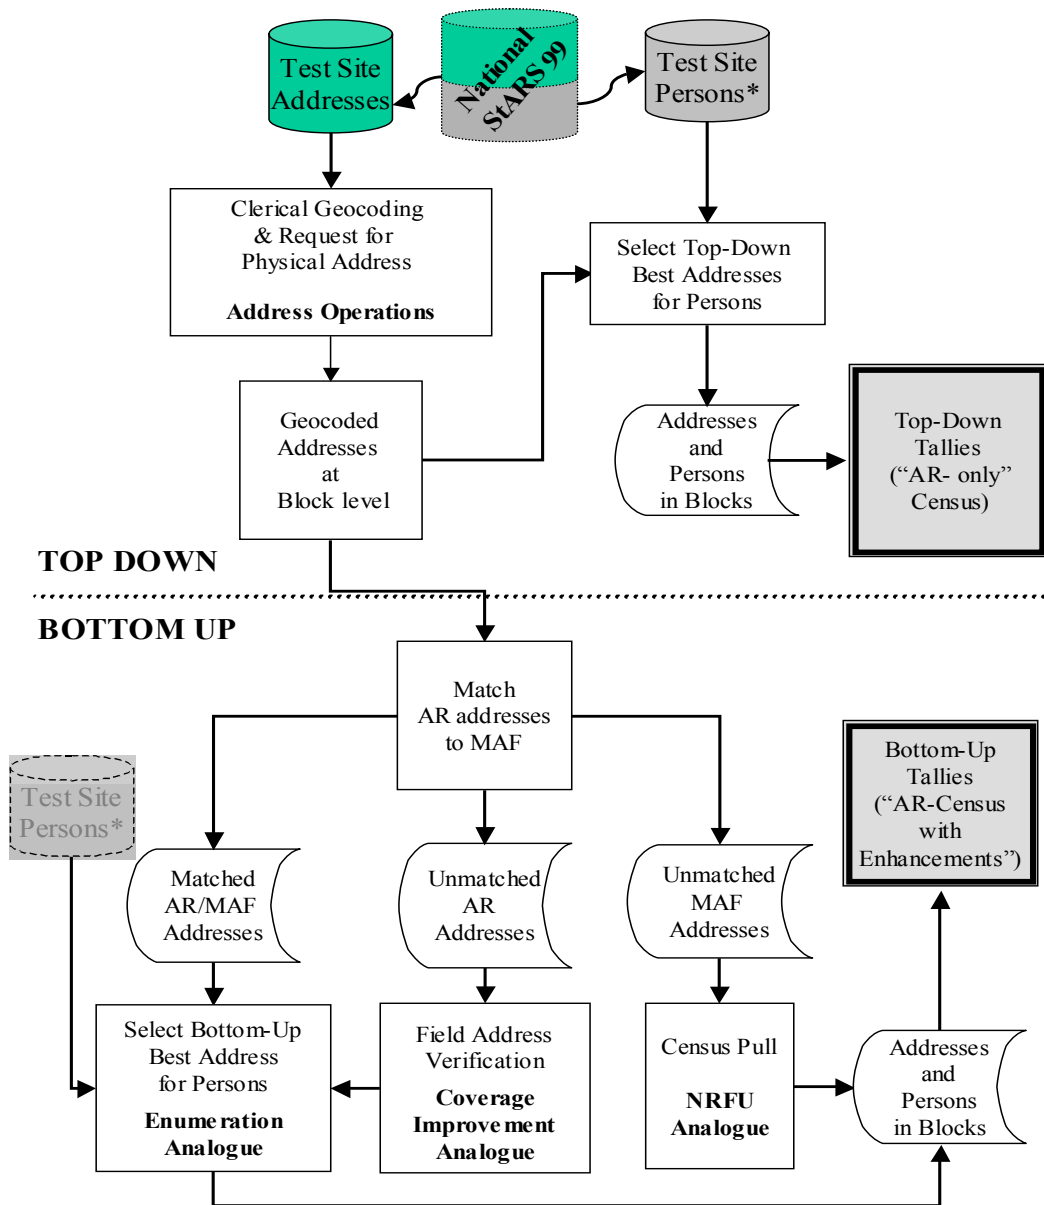 Test Site
Addresses
National
StARS 99
Test Site
Persons*
Clerical Geocoding
& Request for
Physical Address
Address Operations
Select Top-Down
Best Addresses
for Persons
Geocoded
Addresses
at
Block level
Addresses
and
Persons
in Blocks
Top-Down
Tallies
(“AR- only”
Census)
TOP DOWN
BOTTOM UP
Match
AR addresses
to MAF
Test Site
Persons*
Bottom-Up
Tallies
(“AR-Census
with
Enhancements”)
Matched
AR/MAF
Addresses
Unmatched
AR
Addresses
Unmatched
MAF
Addresses
Select Bottom-Up
Best Address
for Persons
Enumeration
Analogue
Field Address
Verification
Coverage
Improvement
Analogue
Census Pull
NRFU
Analogue
Addresses
and
Persons
in Blocks